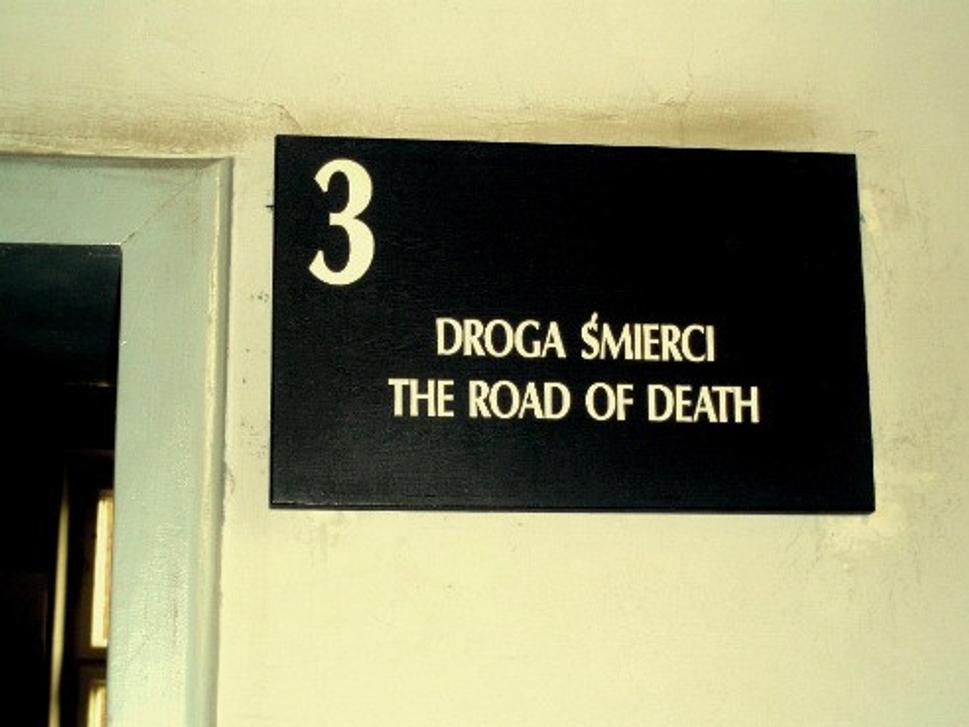 3
DROGA ŚMIERCI
THE ROAD OF DEATH